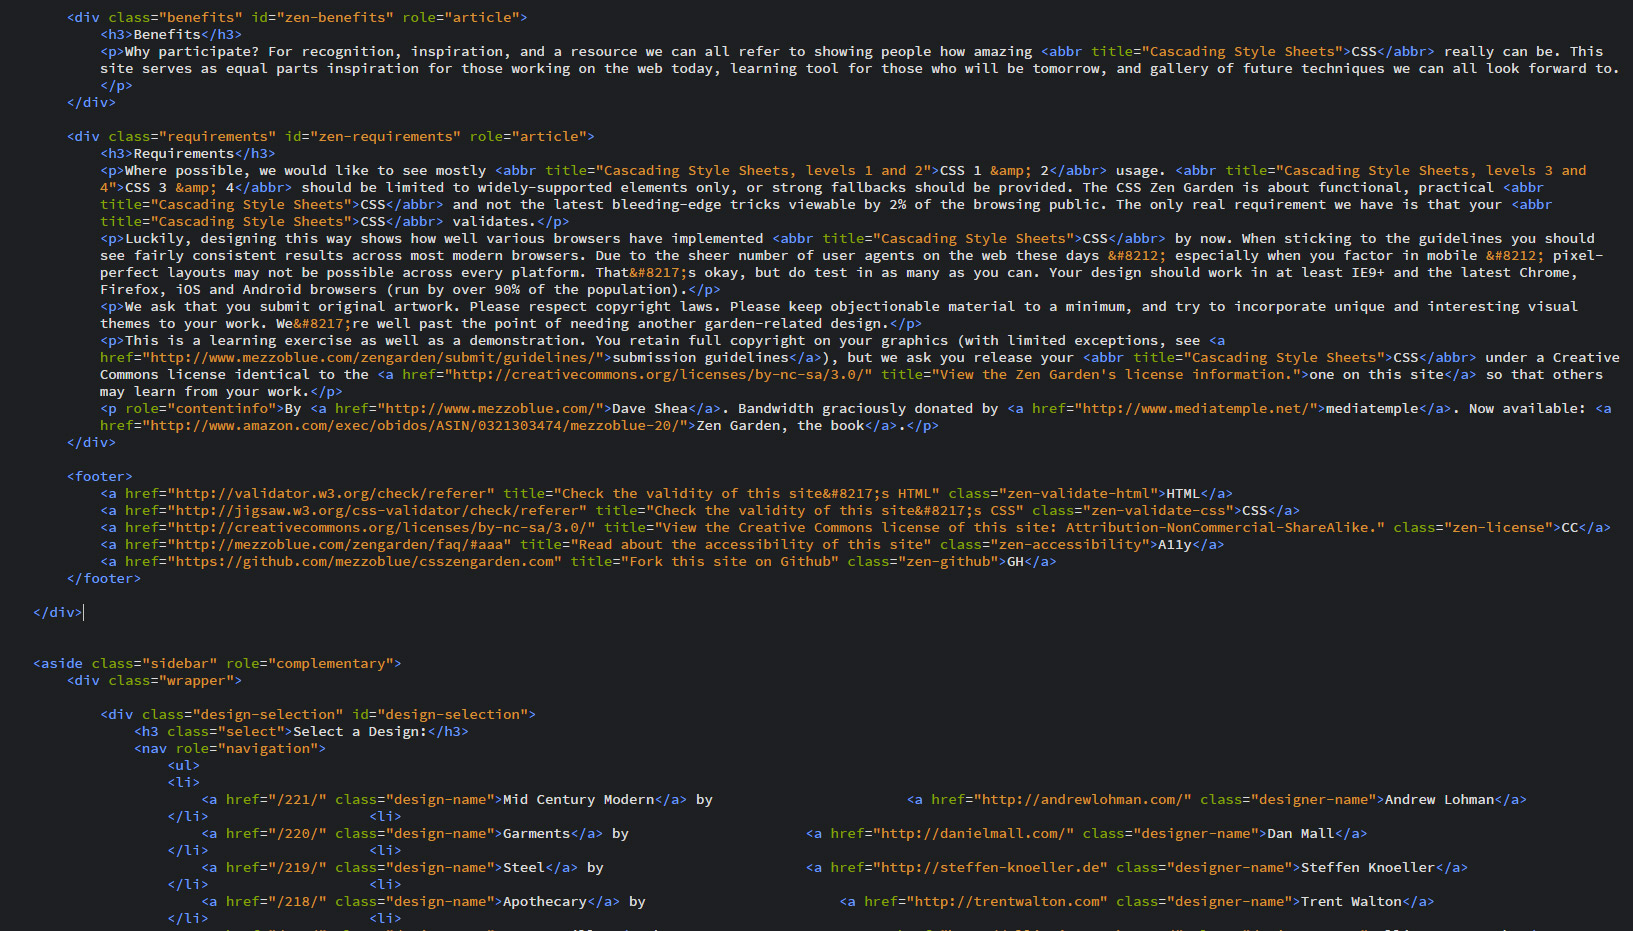 <div class="benefits" id="zen-benefits" role="article">
<h3>Benefits</h3>
<p>Why participate? For recognition, inspiration, and a resource we can all refer to showing people how amazing <abbr title="Cascading Style Sheets">CSS</abbr> really can be. This
site serves as equal parts inspiration for those working on the web today, learning tool for those who will be tomorrow, and gallery of future techniques we can all look forward to.
</p>
</div>
<div class="requirements" id="zen-requirements" role="article">
<h3>Requirements</h3>
<p>Where possible, we would like to see mostly <abbr title="Cascading Style Sheets, levels 1 and 2">CSS 1 &amp; 2</abbr> usage. <abbr title="Cascading Style Sheets, levels 3 and
4">CSS 3 &amp; 4</abbr> should be limited to widely-supported elements only, or strong fallbacks should be provided. The CSS Zen Garden is about functional, practical <abbr
title="Cascading Style Sheets">CSS</abbr> and not the latest bleeding-edge tricks viewable by 2% of the browsing public. The only real requirement we have is that your <abbr
title="Cascading Style Sheets">CSS</abbr> validates.</p>
<p>Luckily, designing this way shows how well various browsers have implemented <abbr title="Cascading Style Sheets">CSS</abbr> by now. When sticking to the guidelines you should
see fairly consistent results across most modern browsers. Due to the sheer number of user agents on the web these days &#8212; especially when you factor in mobile &#8212; pixel-
perfect layouts may not be possible across every platform. That&#8217;s okay, but do test in as many as you can. Your design should work in at least IE9+ and the latest Chrome,
Firefox, iOS and Android browsers (run by over 90% of the population).</p>
<p>We ask that you submit original artwork. Please respect copyright laws. Please keep objectionable material to a minimum, and try to incorporate unique and interesting visual
themes to your work. We&#8217;re well past the point of needing another garden-related design.</p>
<p>This is a learning exercise as well as a demonstration. You retain full copyright on your graphics (with limited exceptions, see <a
href="http://www.mezzoblue.com/zengarden/submit/guidelines/">submission guidelines</a>), but we ask you release your <abbr title="Cascading Style Sheets">CSS</abbr> under a Creative
Commons license identical to the <a href="http://creativecommons.org/licenses/by-nc-sa/3.0/" title="View the Zen Garden's license information.">one on this site</a> so that others
may learn from your work.</p>
<p role="contentinfo">By <a href="http://www.mezzoblue.com/">Dave Shea</a>. Bandwidth graciously donated by <a href="http://www.mediatemple.net/">mediatemple</a>. Now available: <a
href="http://www.amazon.com/exec/obidos/ASIN/0321303474/mezzoblue-20/">Zen Garden, the book</a>.</p>
</div>
<footer>
<a href="http://validator.w3.org/check/referer" title="Check the validity of this site&#8217;s HTML" class="zen-validate-html">HTML</a>
<a href="http://jigsaw.w3.org/css-validator/check/referer" title="Check the validity of this site&#8217;s CSS" class="zen-validate-css">CSS</a>
<a href="http://creativecommons.org/licenses/by-nc-sa/3.0/" title="View the Creative Commons license of this site: Attribution-NonCommercial-ShareAlike." class="zen-license">CC</a>
<a href="http://mezzoblue.com/zengarden/faq/#aaa" title="Read about the accessibility of this site" class="zen-accessibility">A11y</a>
<a href="https://github.com/mezzoblue/csszengarden.com" title="Fork this site on Github" class="zen-github">GH</a>
</footer>
</div>
<aside class="sidebar" role="complementary">
<div class="wrapper">
<div class="design-selection" id="design-selection">
<h3 class="select">Select a Design:</h3>
<nav role="navigation">
<ul>
<li>
<a href="/221/" class="design-name">Mid Century Modern</a> by <a href="http://andrewlohman.com/" class="designer-name">Andrew Lohman</a>
</li> <li>
<a href="/220/" class="design-name">Garments</a> by <a href="http://danielmall.com/" class="designer-name">Dan Mall</a>
</li> <li>
<a href="/219/" class="design-name">Steel</a> by <a href="http://steffen-knoeller.de" class="designer-name">Steffen Knoeller</a>
</li> <li>
<a href="/218/" class="design-name">Apothecary</a> by <a href="http://trentwalton.com" class="designer-name">Trent Walton</a>
</li> <li>